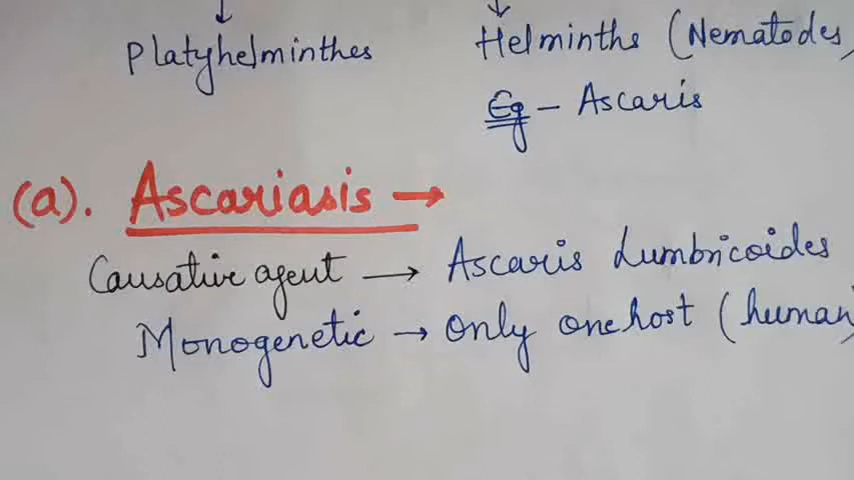 Platyhelminthes
Helminths (Nematodes)
Eg - Ascaris
(a). Ascariasis →
Causative agent → Ascaris Lumbricoides
Monogenetic → Only one host (human)